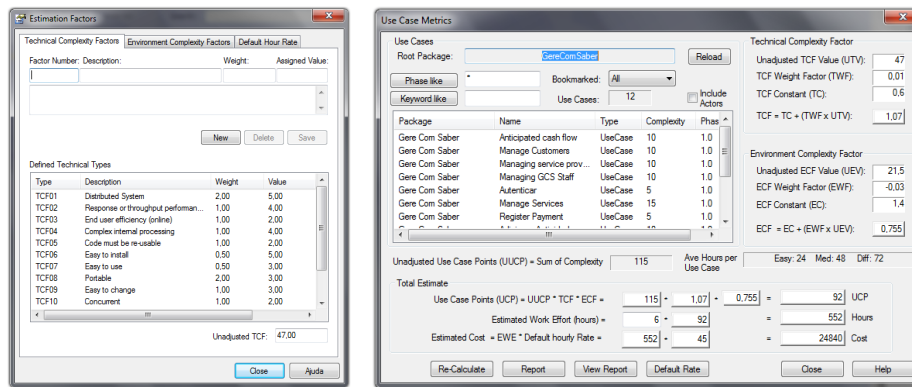 Estimation Factors
Technical Complexity Factors Environment Complexity Factors Default Hour Rate
Factor Number: Description: Weight: Assigned Value:
New Delete Save
Defined Technical Types
Type Description Weight Value
TCF01 Distributed System 2,00 5,00
TCF02 Response or throughput performan... 1,00 4,00
TCF03 End user efficiency (online) 1,00 2,00
TCF04 Complex internal processing 1,00 4,00
TCF05 Code must be re-usable 1,00 2,00
TCF06 Easy to install 0,50 5,00
TCF07 Easy to use 0,50 3,00
TCF08 Portable 2,00 3,00
TCF09 Easy to change 1,00 3,00
TCF10 Concurrent 1,00 2,00
Unadjusted TCF: 47,00
Close Ajuda
Use Case Metrics
Use Cases
Root Package: GereComSaber Reload
Phase like * Bookmarked: All
Keyword like Use Cases: 12 Include Actors
Package Name Type Complexity Phas
Gere Com Saber Anticipated cash flow UseCase 10 1.0
Gere Com Saber Manage Customers UseCase 10 1.0
Gere Com Saber Managing service prov... UseCase 10 1.0
Gere Com Saber Managing GCS Staff UseCase 10 1.0
Gere Com Saber Autenticar UseCase 5 1.0
Gere Com Saber Manage Services UseCase 15 1.0
Gere Com Saber Register Payment UseCase 5 1.0
Technical Complexity Factor
Unadjusted TCF Value (UTV): 47
TCF Weight Factor (TWF): 0,01
TCF Constant (TC): 0,6
TCF = TC + (TWF x UTV): 1,07
Environment Complexity Factor
Unadjusted ECF Value (UEV): 21,5
ECF Weight Factor (EWF): -0,03
ECF Constant (EC): 1,4
ECF = EC + (EWF x UEV): 0,755
Unadjusted Use Case Points (UUCP) = Sum of Complexity 115 Ave Hours per Use Case Easy: 24 Med: 48 Diff: 72
Total Estimate
Use Case Points (UCP) = UUCP * TCF * ECF = 115 * 1,07 * 0,755 = 92 UCP
Estimated Work Effort (hours) = 6 * 92 = 552 Hours
Estimated Cost = EWE * Default hourly Rate = 552 * 45 = 24840 Cost
Re-Calculate Report View Report Default Rate Close Help